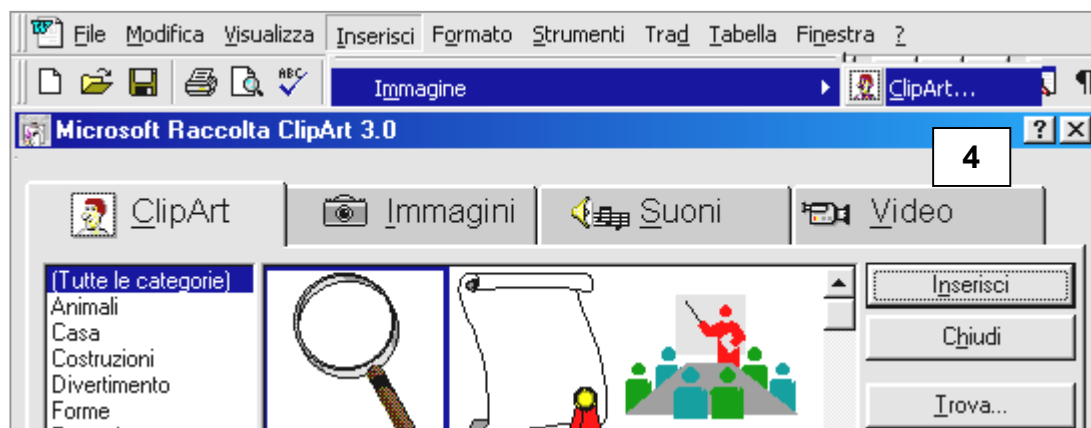 File Modifica Visualizza Inserisci Formato Strumenti Trad Tabella Finestra ?
ABC Immagine ClipArt... ¶
Microsoft Raccolta ClipArt 3.0 ? X
4
ClipArt Immagini Suoni Video
(Tutte le categorie)
Animali
Casa
Costruzioni
Divertimento
Forme
Inserisci
Chiudi
Trova...